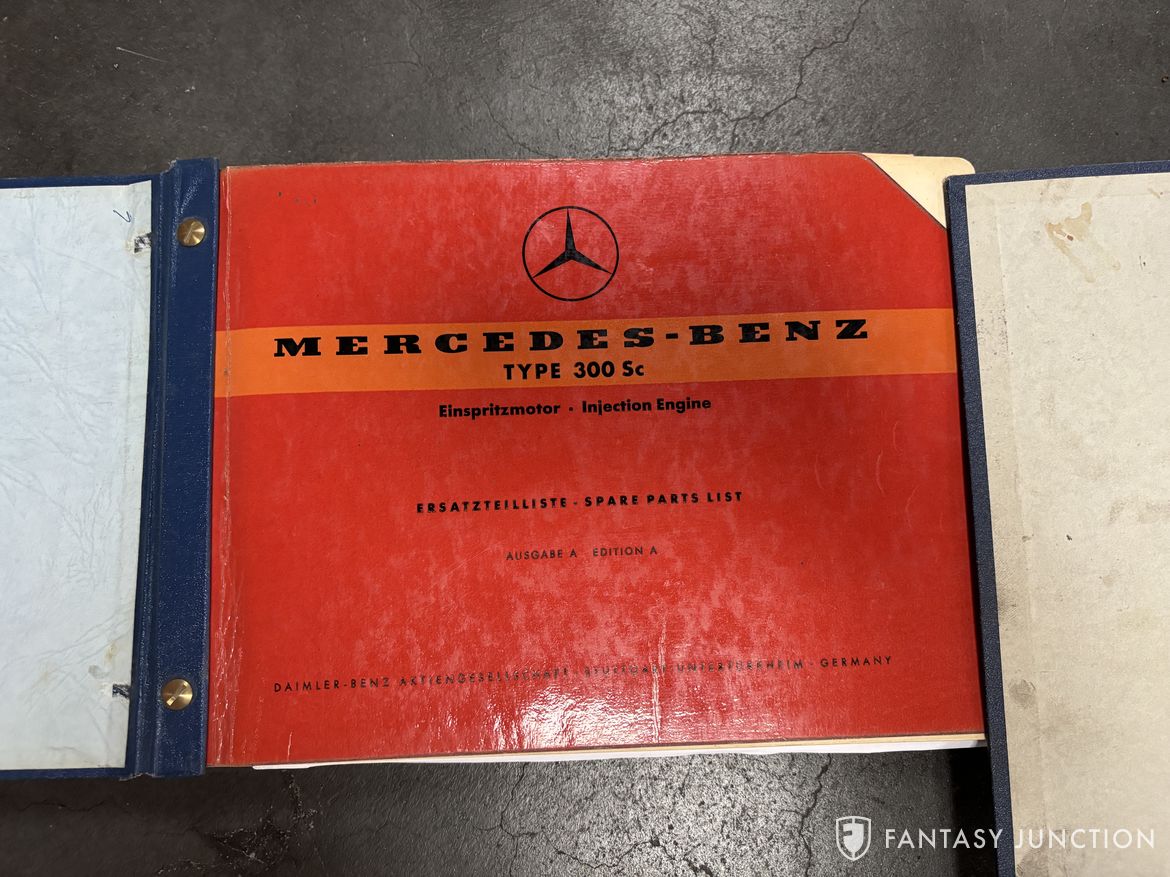 MERCEDES-BENZ
TYPE 300 Sc
Einspritzmotor · Injection Engine
ERSATZTEILLISTE - SPARE PARTS LIST
AUSGABE A EDITION A
DAIMLER-BENZ AKTIENGESELLSCHAFT · STUTTGART-UNTERTÜRKHEIM · GERMANY
FANTASY JUNCTION